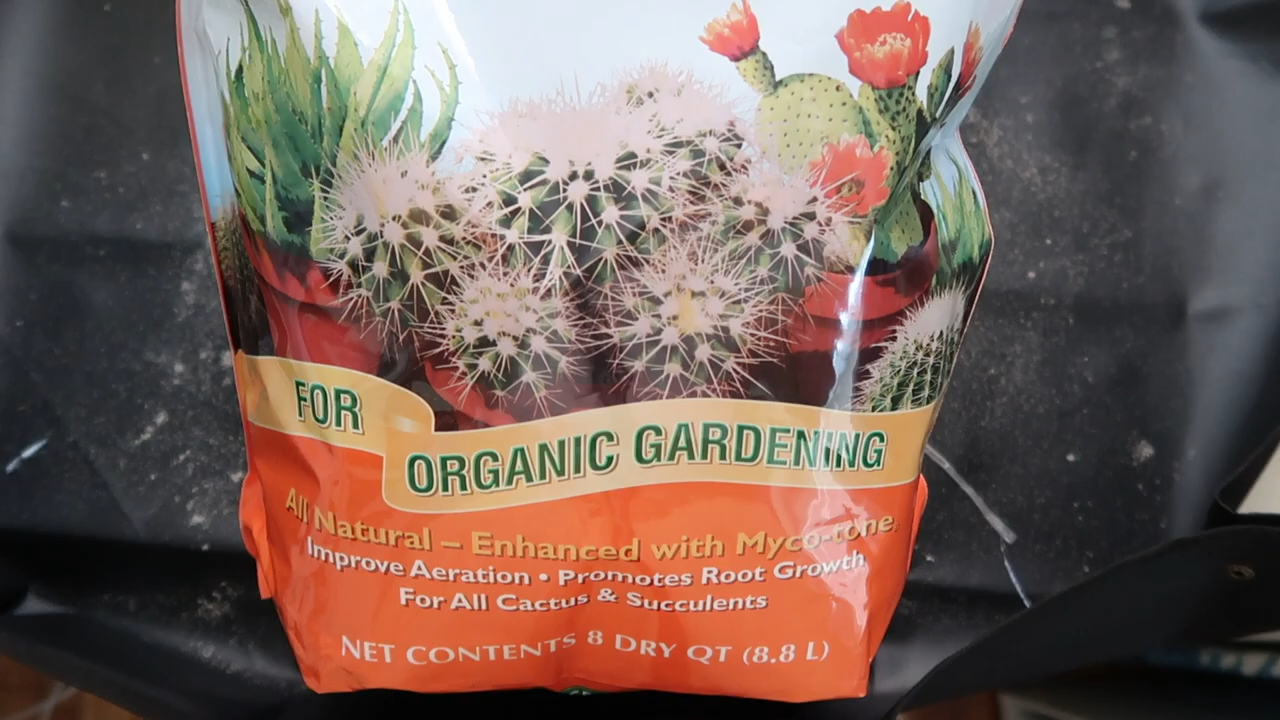 FOR
ORGANIC GARDENING
All Natural – Enhanced with Myco-tone
Improve Aeration • Promotes Root Growth
For All Cactus & Succulents
NET CONTENTS 8 DRY QT (8.8 L)